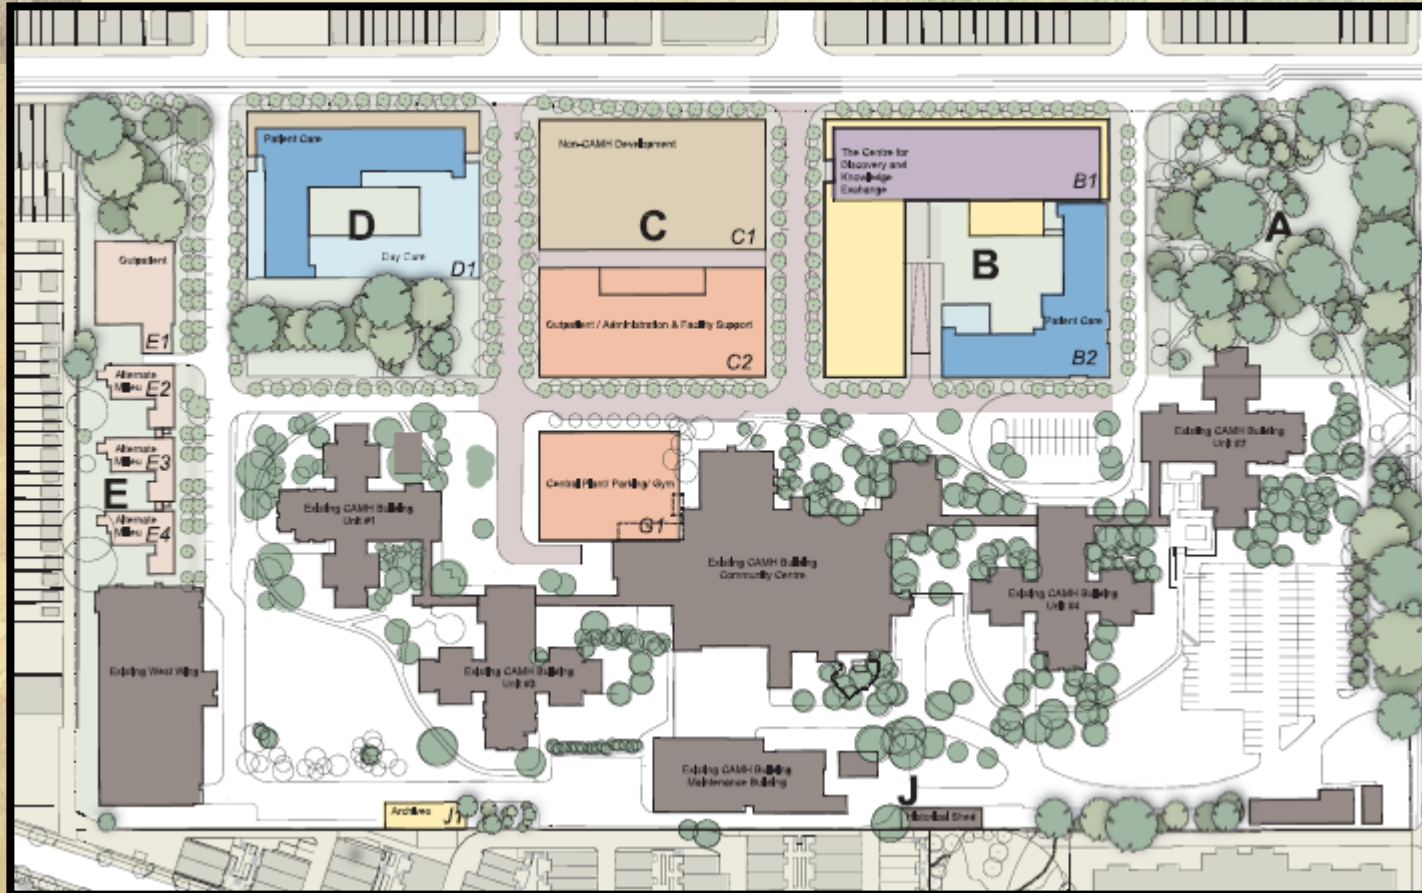 Patient Care
D
Day Care
D1
Non-CAMH Development
C
C1
Outpatient / Administration & Facility Support
C2
The Centre for
Discovery and
Knowledge
Exchange
B1
B
Patient Care
B2
A
Outpatient
E1
Alternate
Milieu
E2
Alternate
Milieu
E3
E
Alternate
Milieu
E4
Existing CAMH Building
Unit #1
Central Plant/ Parking/ Gym
G1
Existing CAMH Building
Community Centre
Existing CAMH Building
Unit #2
Existing CAMH Building
Unit #4
Existing West Wing
Existing CAMH Building
Unit #3
Existing CAMH Building
Maintenance Building
J
Archives
J1
Historical Shed